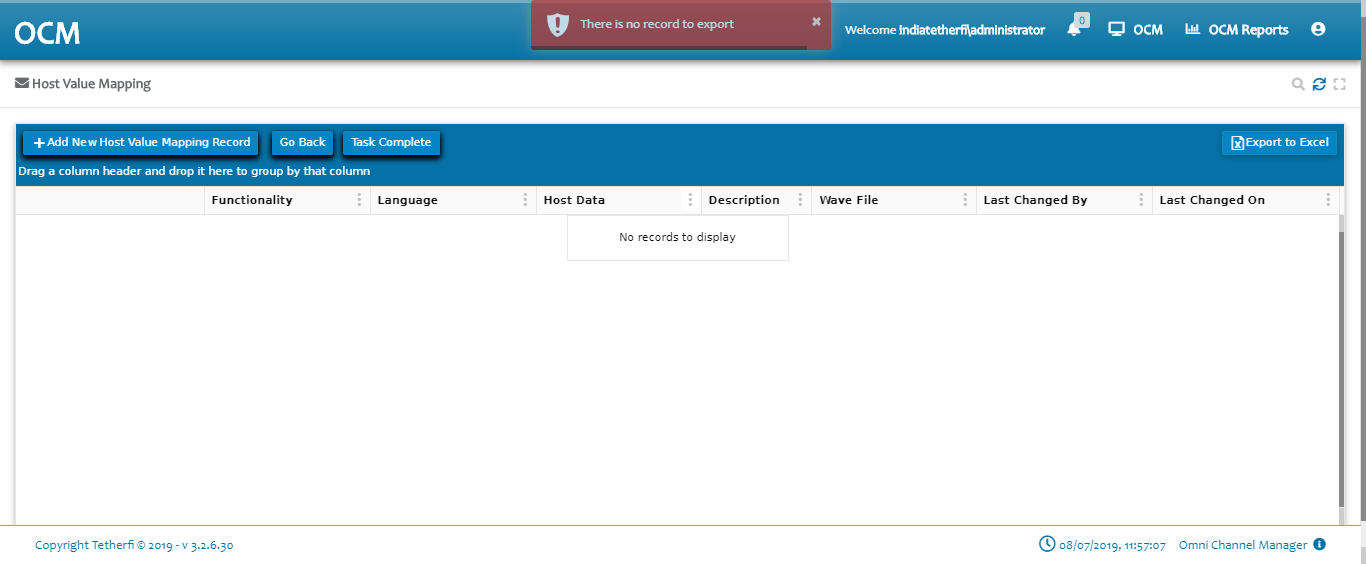 OCM
There is no record to export
×
Welcome indiatetherfi\administrator
0
OCM
OCM Reports
Host Value Mapping
Add New Host Value Mapping Record
Go Back
Task Complete
Export to Excel
Drag a column header and drop it here to group by that column
Functionality
Language
Host Data
Description
Wave File
Last Changed By
Last Changed On
No records to display
Copyright Tetherfi © 2019 - v 3.2.6.30
08/07/2019, 11:57:07
Omni Channel Manager